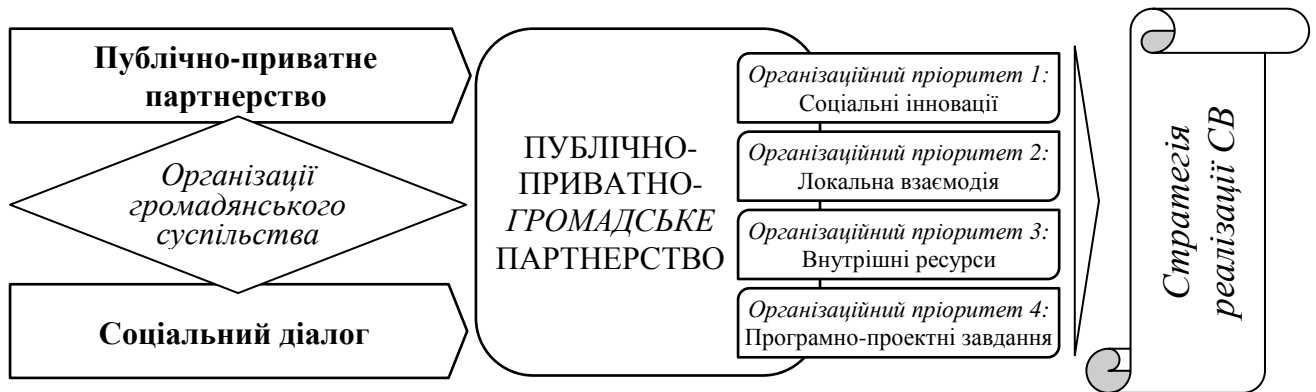 Публічно-приватне
партнерство
Організації
громадянського
суспільства
Соціальний діалог
ПУБЛІЧНО-
ПРИВАТНО-
ГРОМАДСЬКЕ
ПАРТНЕРСТВО
Організаційний пріоритет 1:
Соціальні інновації
Організаційний пріоритет 2:
Локальна взаємодія
Організаційний пріоритет 3:
Внутрішні ресурси
Організаційний пріоритет 4:
Програмно-проектні завдання
Стратегія
реалізації СВ